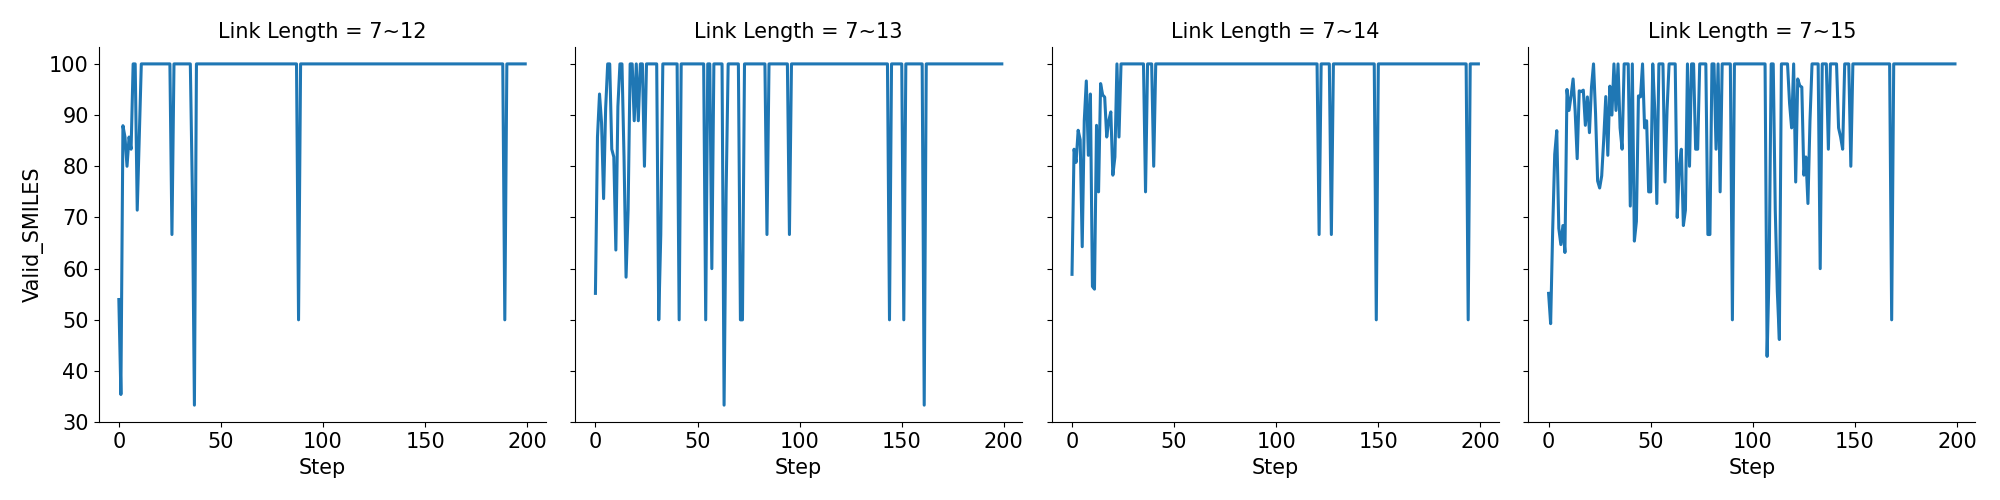 Link Length = 7~12
Link Length = 7~13
Link Length = 7~14
Link Length = 7~15
Valid_SMILES
100
90
80
70
60
50
40
30
0 50 100 150 200
0 50 100 150 200
0 50 100 150 200
0 50 100 150 200
Step
Step
Step
Step